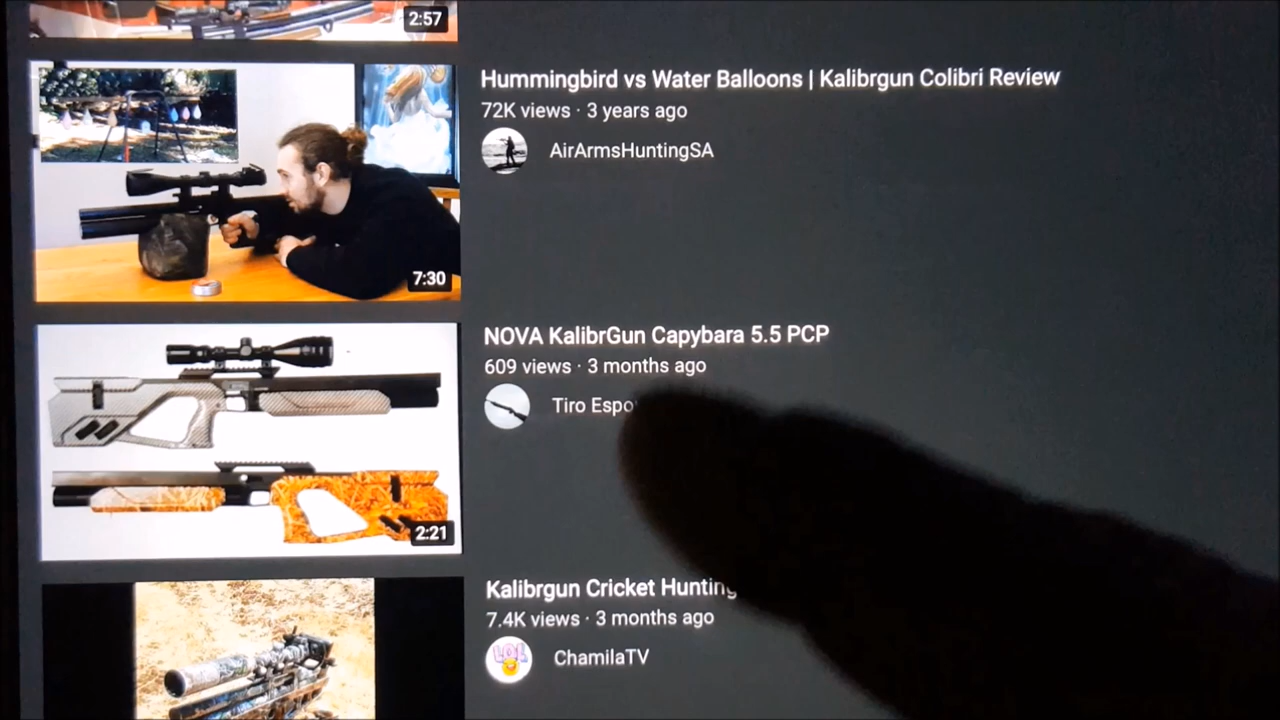 2:57
Hummingbird vs Water Balloons | Kalibrgun Colibri Review
72K views · 3 years ago
AirArmsHuntingSA
7:30
NOVA KalibrGun Capybara 5.5 PCP
609 views · 3 months ago
Tiro
2:21
Kalibrgun Cricket Hunting
7.4K views · 3 months ago
LOL
ChamilaTV